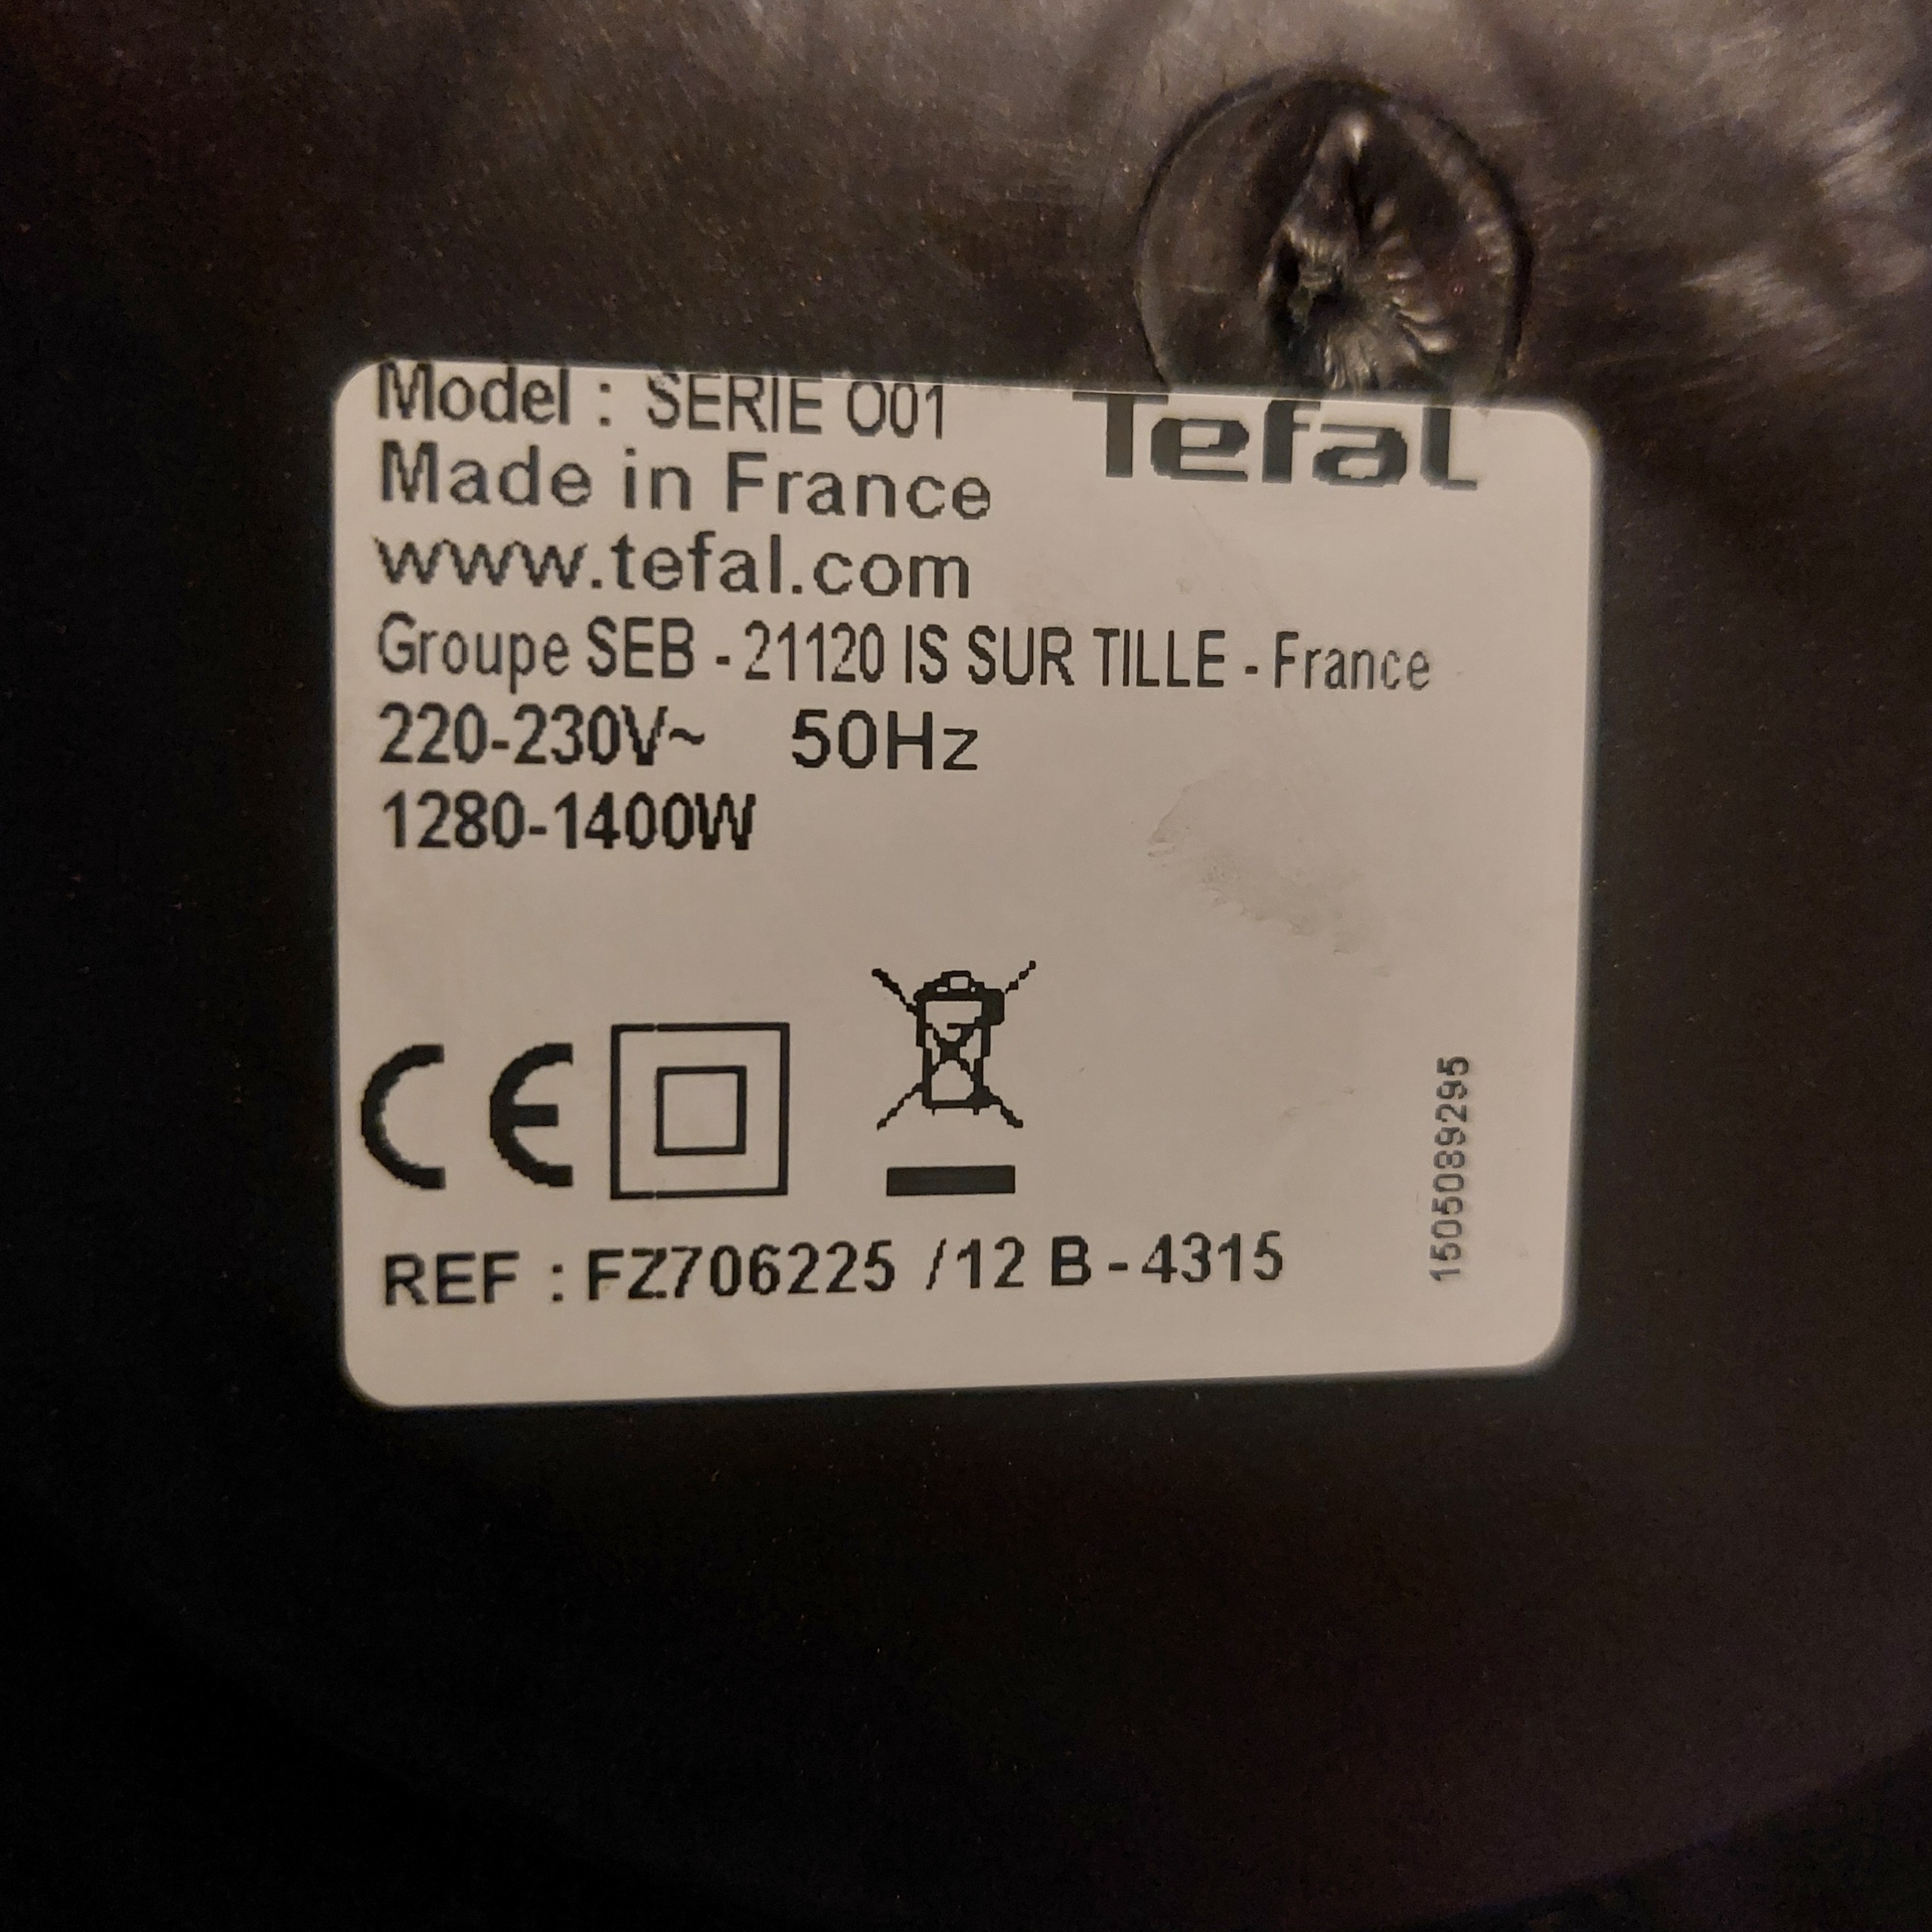 Model : SERIE O01
Tefal
Made in France
www.tefal.com
Groupe SEB - 21120 IS SUR TILLE - France
220-230V~ 50Hz
1280-1400W
CE
REF : FZ706225 /12 B - 4315
1505089295